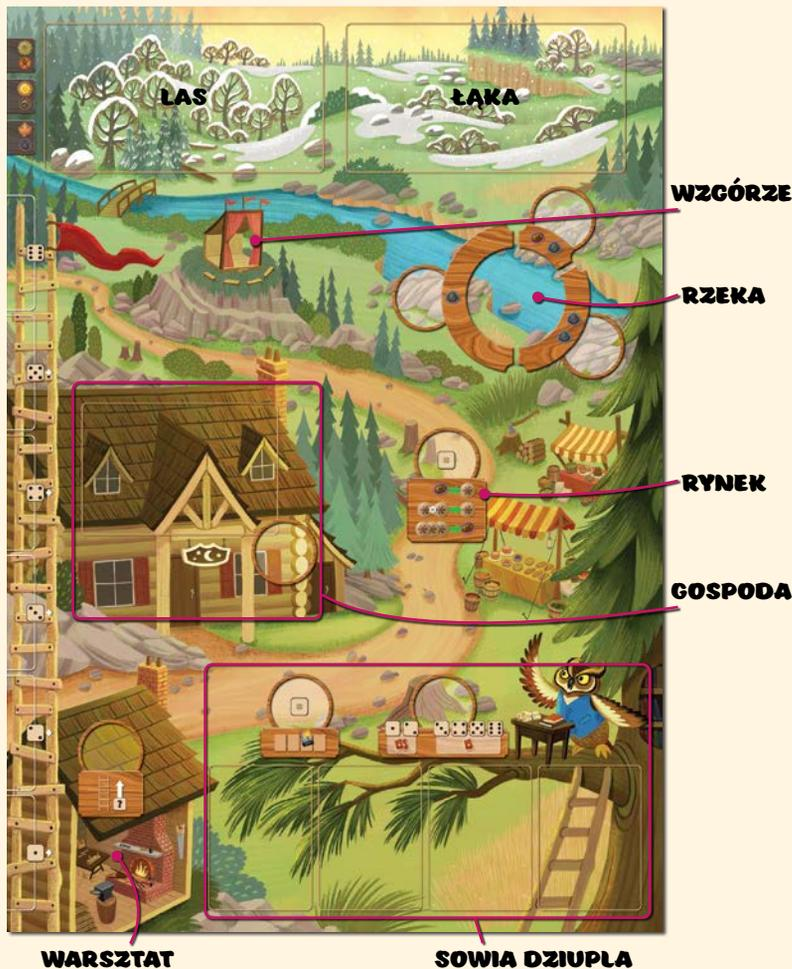 LAS
ŁĄKA
WZGÓRZE
RZEKA
RYNEK
GOSPODA
?
WARSZTAT
SOWIA DZIUPLA